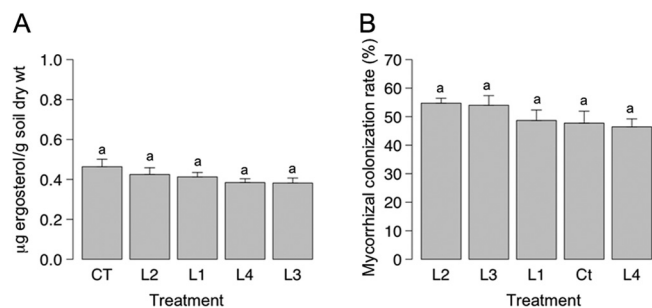 A
µg ergosterol/g soil dry wt
1.0
0.8
0.6
0.4
0.2
0.0
a a a a a
CT L2 L1 L4 L3
Treatment
B
Mycorrhizal colonization rate (%)
70
60
50
40
30
20
10
0
a a a a a
L2 L3 L1 Ct L4
Treatment